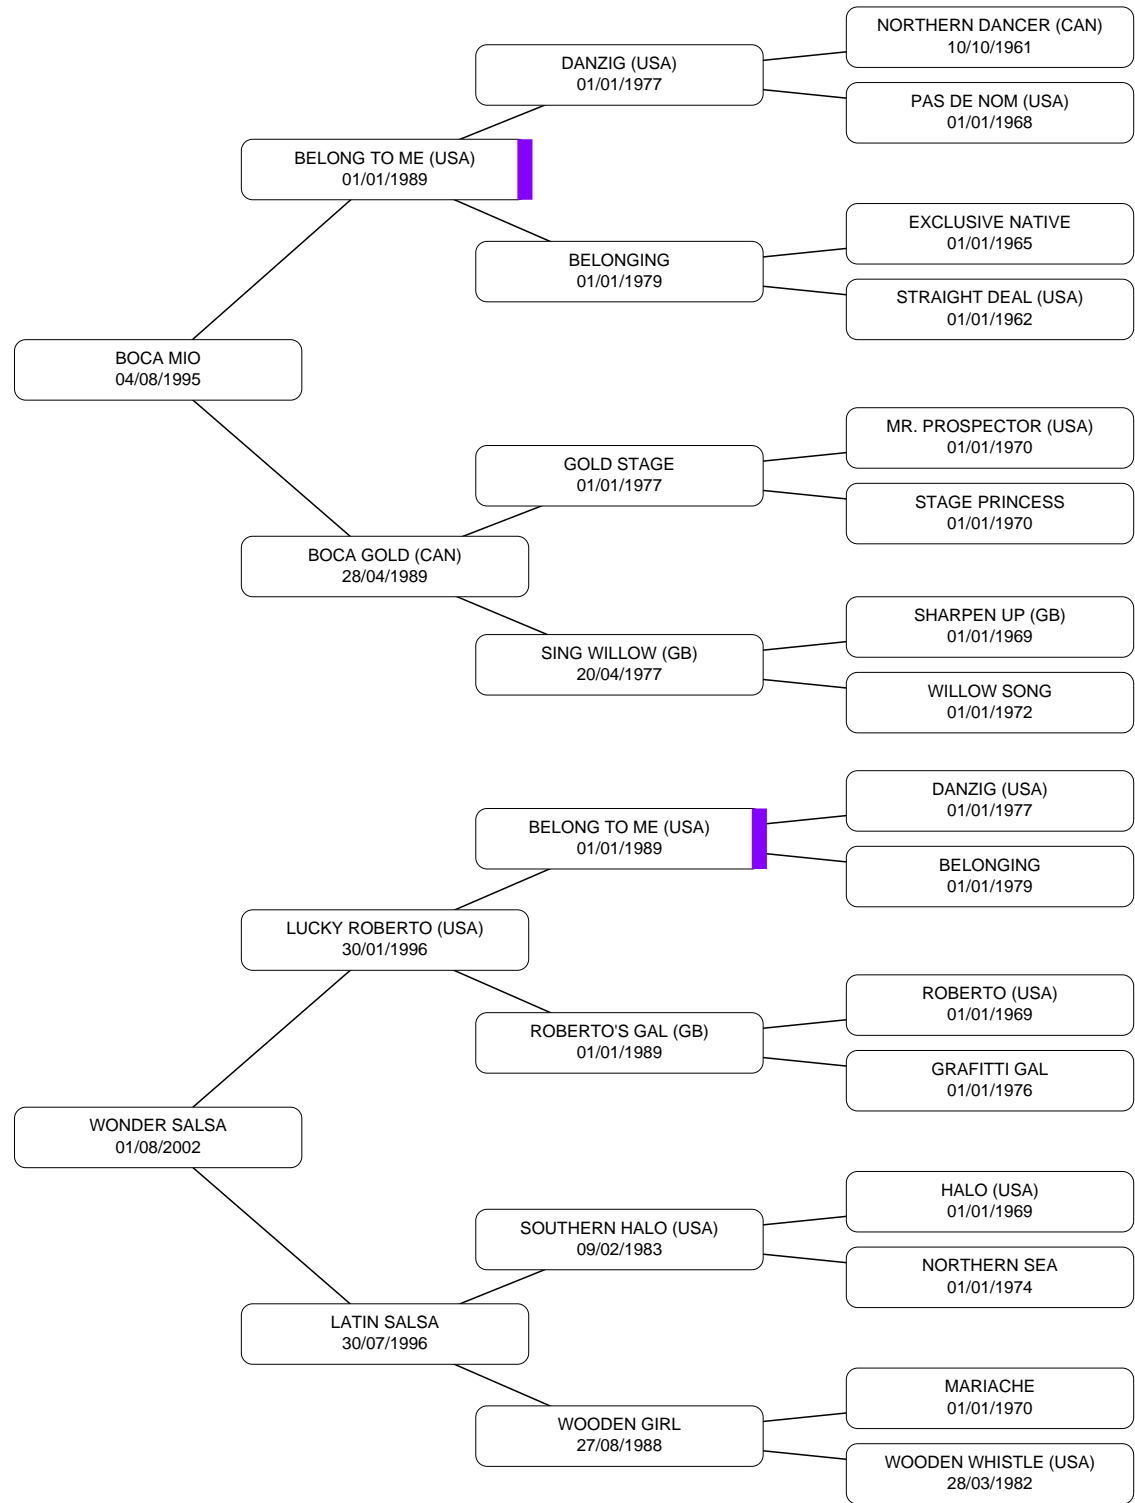 NORTHERN DANCER (CAN)
10/10/1961
DANZIG (USA)
01/01/1977
PAS DE NOM (USA)
01/01/1968
BELONG TO ME (USA)
01/01/1989
EXCLUSIVE NATIVE
01/01/1965
BELONGING
01/01/1979
STRAIGHT DEAL (USA)
01/01/1962
BOCA MIO
04/08/1995
MR. PROSPECTOR (USA)
01/01/1970
GOLD STAGE
01/01/1977
STAGE PRINCESS
01/01/1970
BOCA GOLD (CAN)
28/04/1989
SHARPEN UP (GB)
01/01/1969
SING WILLOW (GB)
20/04/1977
WILLOW SONG
01/01/1972
DANZIG (USA)
01/01/1977
BELONG TO ME (USA)
01/01/1989
BELONGING
01/01/1979
LUCKY ROBERTO (USA)
30/01/1996
ROBERTO (USA)
01/01/1969
ROBERTO'S GAL (GB)
01/01/1989
GRAFITTI GAL
01/01/1976
WONDER SALSA
01/08/2002
HALO (USA)
01/01/1969
SOUTHERN HALO (USA)
09/02/1983
NORTHERN SEA
01/01/1974
LATIN SALSA
30/07/1996
MARIACHE
01/01/1970
WOODEN GIRL
27/08/1988
WOODEN WHISTLE (USA)
28/03/1982